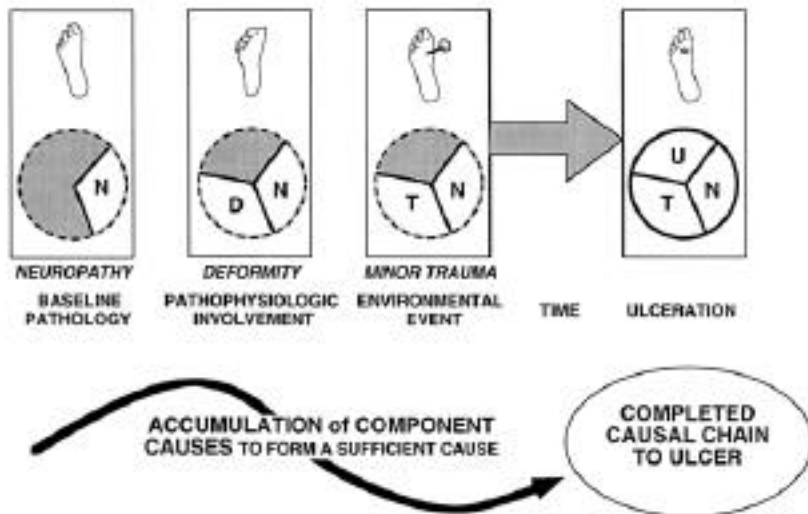 N
D
N
T
N
U
T
N
NEUROPATHY
DEFORMITY
MINOR TRAUMA
BASELINE
PATHOLOGY
PATHOPHYSIOLOGIC
INVOLVEMENT
ENVIRONMENTAL
EVENT
TIME
ULCERATION
ACCUMULATION of COMPONENT
CAUSES TO FORM A SUFFICIENT CAUSE
COMPLETED
CAUSAL CHAIN
TO ULCER